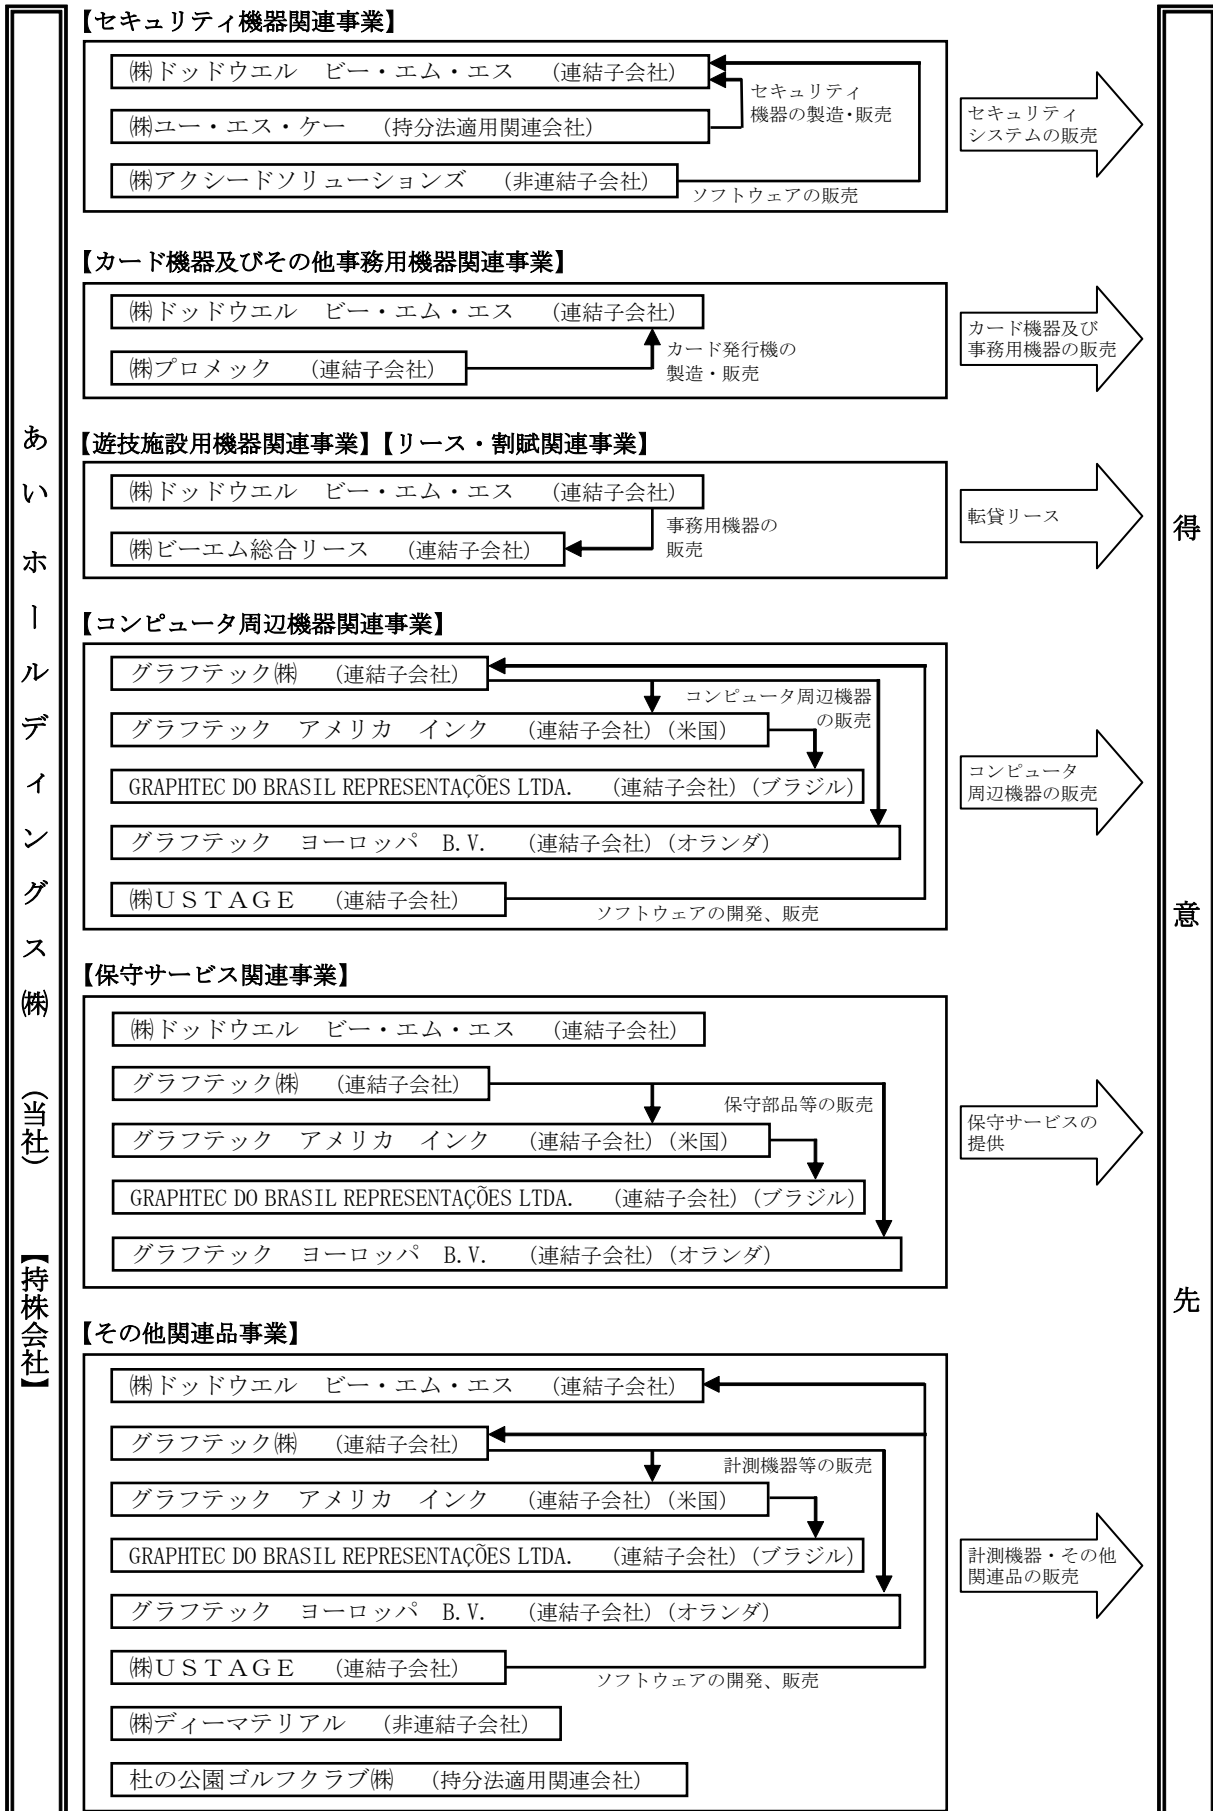 あいホールディングス㈱　（当社）　【持株会社】
【セキュリティ機器関連事業】
㈱ドッドウエル　ビー・エム・エス　（連結子会社）
セキュリティ
機器の製造・販売
㈱ユー・エス・ケー　（持分法適用関連会社）
㈱アクシードソリューションズ　（非連結子会社）
ソフトウェアの販売
セキュリティ
システムの販売
【カード機器及びその他事務用機器関連事業】
㈱ドッドウエル　ビー・エム・エス　（連結子会社）
㈱プロメック　（連結子会社）
カード発行機の
製造・販売
カード機器及び
事務用機器の販売
【遊技施設用機器関連事業】【リース・割賦関連事業】
㈱ドッドウエル　ビー・エム・エス　（連結子会社）
事務用機器の
販売
㈱ビーエム総合リース　（連結子会社）
転貸リース
【コンピュータ周辺機器関連事業】
グラフテック㈱　（連結子会社）
コンピュータ周辺機器
の販売
グラフテック　アメリカ　インク　（連結子会社）（米国）
GRAPHTEC DO BRASIL REPRESENTAÇÕES LTDA.　（連結子会社）（ブラジル）
グラフテック　ヨーロッパ　B.V.　（連結子会社）（オランダ）
㈱ＵＳＴＡＧＥ　（連結子会社）
ソフトウェアの開発、販売
コンピュータ
周辺機器の販売
【保守サービス関連事業】
㈱ドッドウエル　ビー・エム・エス　（連結子会社）
グラフテック㈱　（連結子会社）
保守部品等の販売
グラフテック　アメリカ　インク　（連結子会社）（米国）
GRAPHTEC DO BRASIL REPRESENTAÇÕES LTDA.　（連結子会社）（ブラジル）
グラフテック　ヨーロッパ　B.V.　（連結子会社）（オランダ）
保守サービスの
提供
【その他関連品事業】
㈱ドッドウエル　ビー・エム・エス　（連結子会社）
グラフテック㈱　（連結子会社）
計測機器等の販売
グラフテック　アメリカ　インク　（連結子会社）（米国）
GRAPHTEC DO BRASIL REPRESENTAÇÕES LTDA.　（連結子会社）（ブラジル）
グラフテック　ヨーロッパ　B.V.　（連結子会社）（オランダ）
㈱ＵＳＴＡＧＥ　（連結子会社）
ソフトウェアの開発、販売
㈱ディーマテリアル　（非連結子会社）
杜の公園ゴルフクラブ㈱　（持分法適用関連会社）
計測機器・その他
関連品の販売
得意先